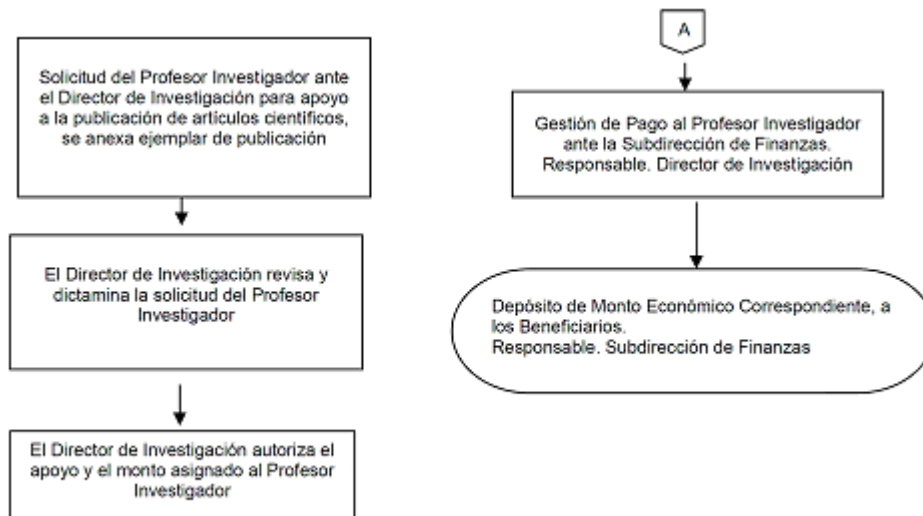 Solicitud del Profesor Investigador ante
el Director de Investigación para apoyo
a la publicación de artículos científicos,
se anexa ejemplar de publicación
El Director de Investigación revisa y
dictamina la solicitud del Profesor
Investigador
El Director de Investigación autoriza el
apoyo y el monto asignado al Profesor
Investigador
A
Gestión de Pago al Profesor Investigador
ante la Subdirección de Finanzas.
Responsable. Director de Investigación
Depósito de Monto Económico Correspondiente, a
los Beneficiarios.
Responsable. Subdirección de Finanzas